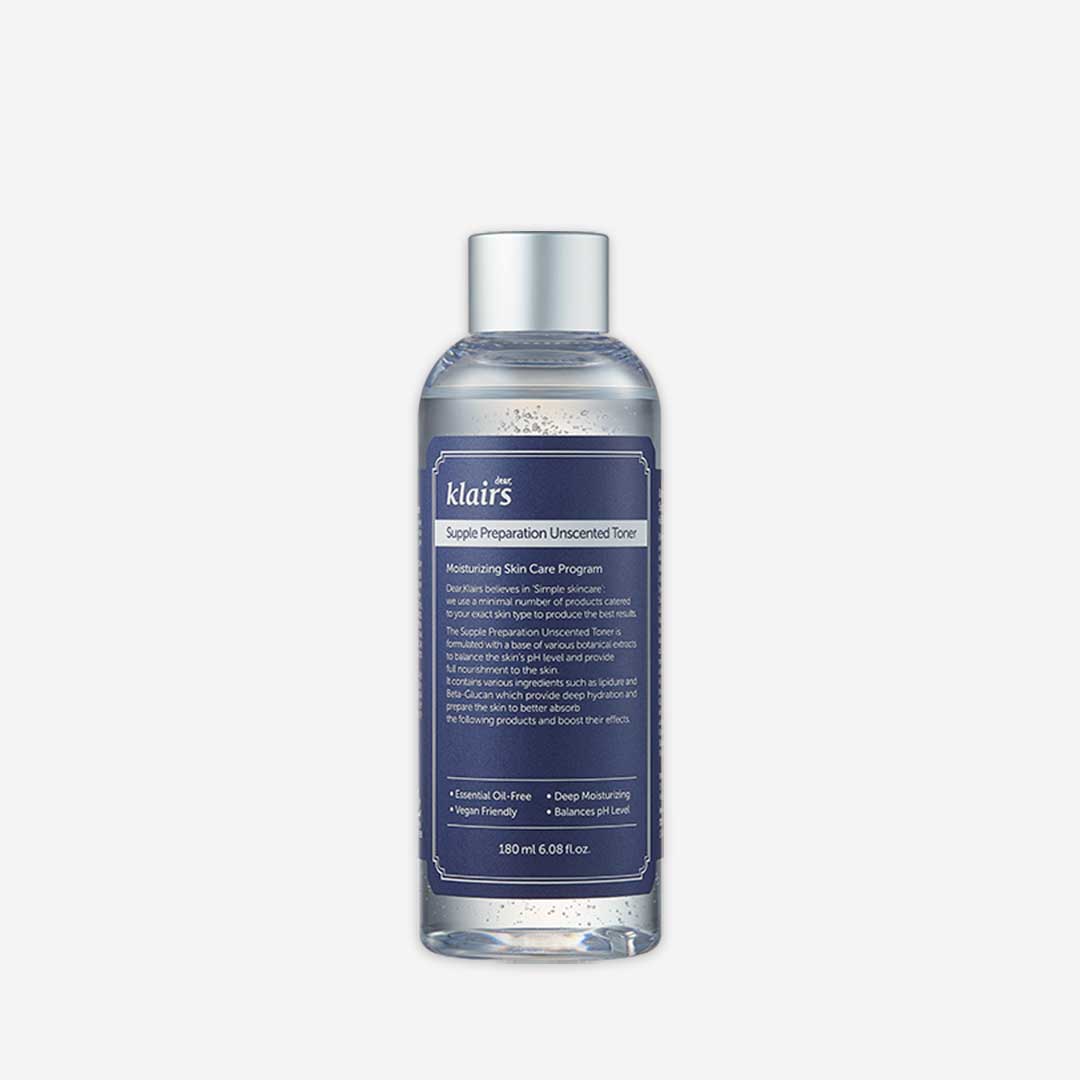 dear,
klairs
Supple Preparation Unscented Toner
Moisturizing Skin Care Program
Dear,Klairs believes in 'Simple skincare':
we use a minimal number of products catered
to your exact skin type to produce the best results.
The Supple Preparation Unscented Toner is
formulated with a base of various botanical extracts
to balance the skin's pH level and provide
full nourishment to the skin.
It contains various ingredients such as lipidure and
Beta-Glucan which provide deep hydration and
prepare the skin to better absorb
the following products and boost their effects.
• Essential Oil-Free • Deep Moisturizing
• Vegan Friendly • Balances pH Level
180 ml 6.08 fl.oz.